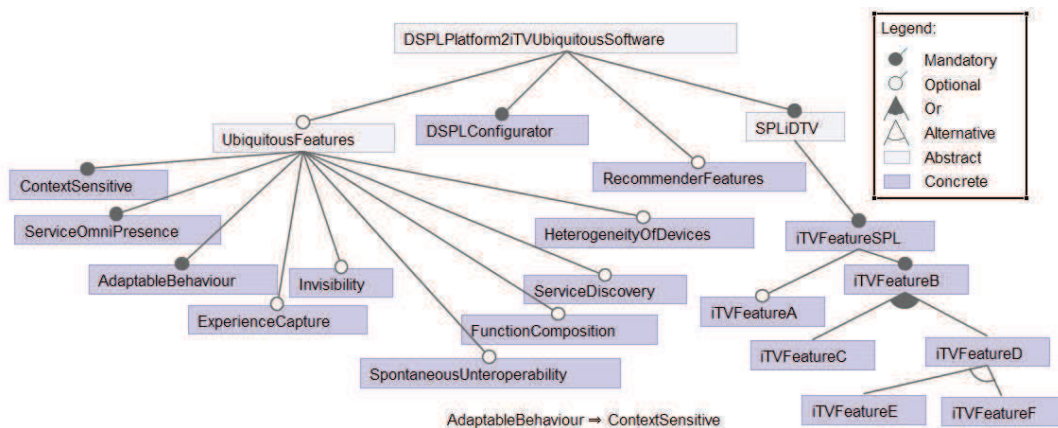 DSPLPlatform2iTVUbiquitousSoftware
Legend:
Mandatory
Optional
Or
Alternative
Abstract
Concrete
UbiquitousFeatures
DSPLConfigurator
SPLiDTV
RecommenderFeatures
ContextSensitive
ServiceOmniPresence
HeterogeneityOfDevices
iTVFeatureSPL
AdaptableBehaviour
Invisibility
ServiceDiscovery
iTVFeatureB
ExperienceCapture
FunctionComposition
iTVFeatureA
SpontaneousUnteroperability
iTVFeatureC
iTVFeatureD
iTVFeatureE
iTVFeatureF
AdaptableBehaviour ⇒ ContextSensitive